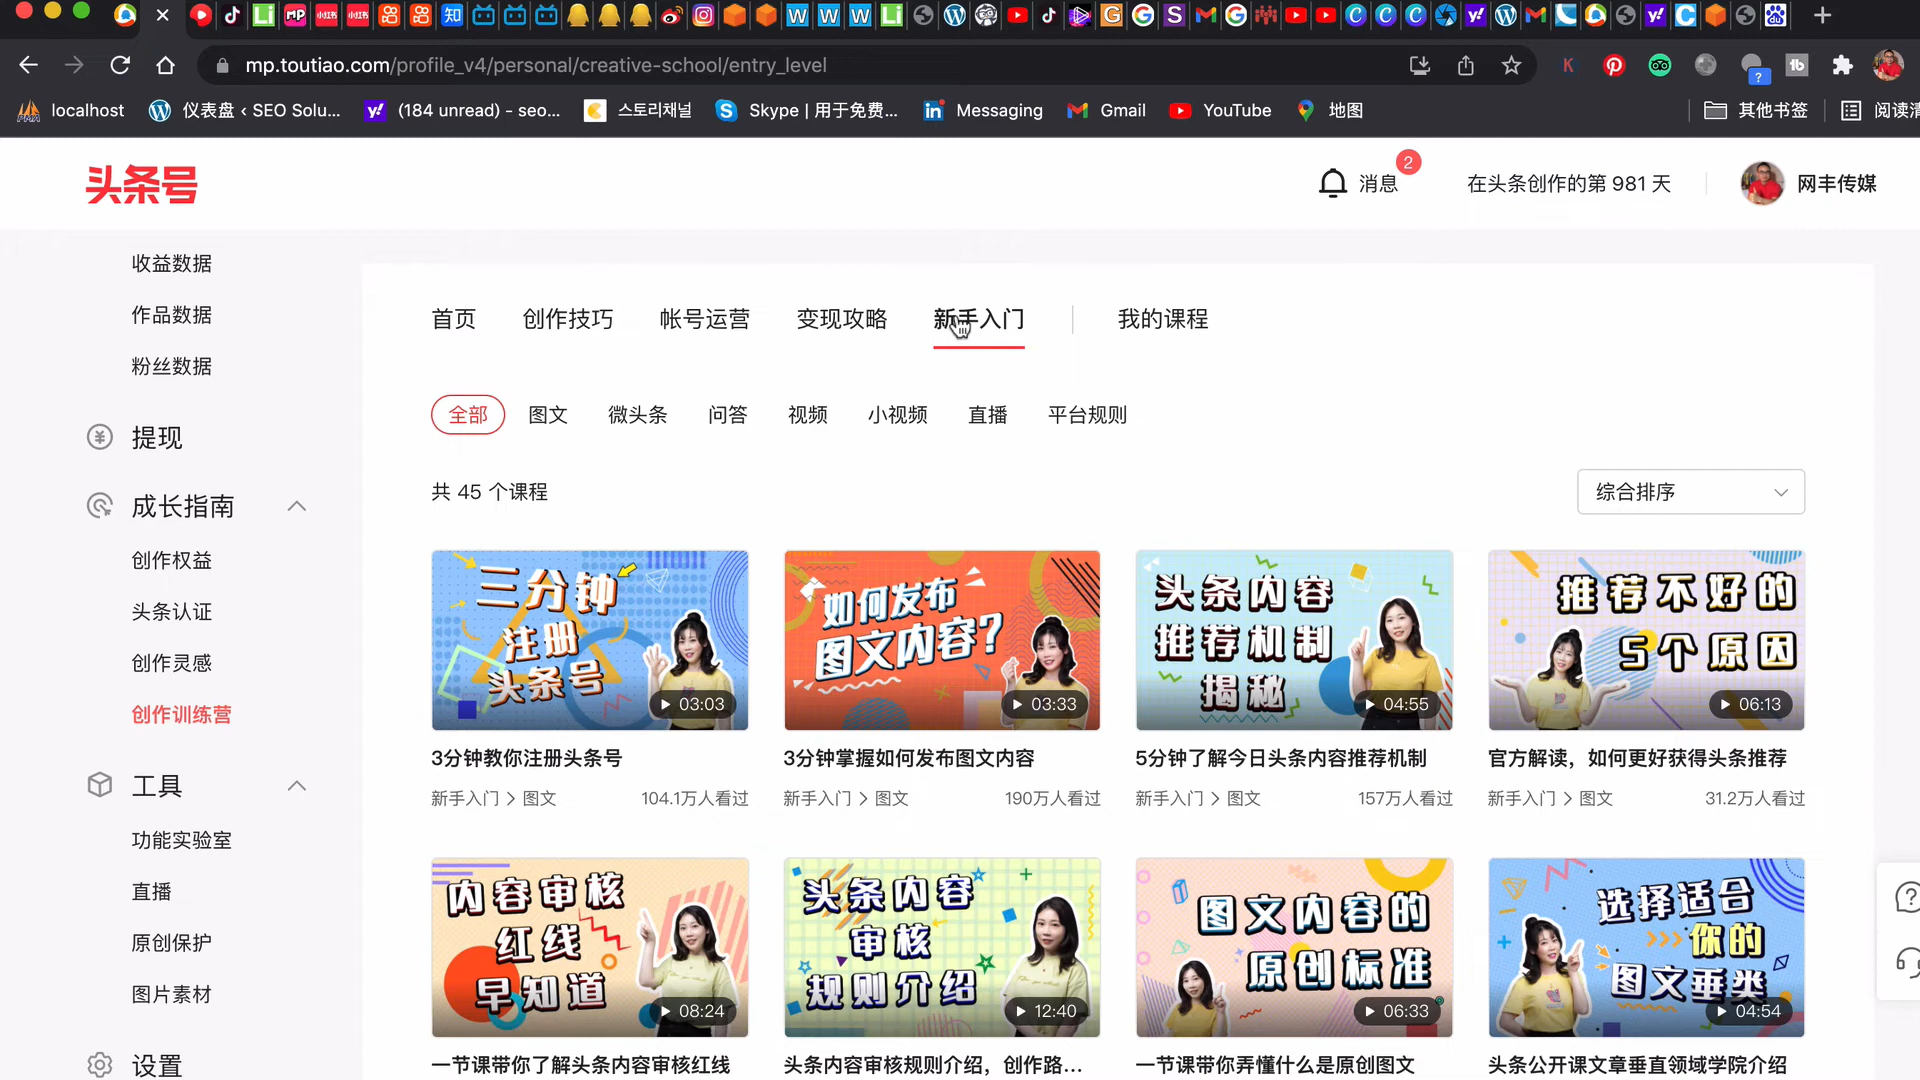 mp.toutiao.com/profile_v4/personal/creative-school/entry_level
localhost
仪表盘 ‹ SEO Solu...
(184 unread) - seo...
스토리채널
Skype | 用于免费...
Messaging
Gmail
YouTube
地图
其他书签
阅读清
头条号
消息
2
在头条创作的第 981 天
网丰传媒
收益数据
作品数据
粉丝数据
提现
成长指南
创作权益
头条认证
创作灵感
创作训练营
工具
功能实验室
直播
原创保护
图片素材
设置
首页
创作技巧
帐号运营
变现攻略
新手入门
我的课程
全部
图文
微头条
问答
视频
小视频
直播
平台规则
共 45 个课程
综合排序
三分钟
注册
头条号
03:03
3分钟教你注册头条号
新手入门 > 图文
104.1万人看过
如何发布
图文内容?
03:33
3分钟掌握如何发布图文内容
新手入门 > 图文
190万人看过
头条内容
推荐机制
揭秘
04:55
5分钟了解今日头条内容推荐机制
新手入门 > 图文
157万人看过
推荐不好的
5个原因
06:13
官方解读，如何更好获得头条推荐
新手入门 > 图文
31.2万人看过
内容审核
红线
早知道
08:24
一节课带你了解头条内容审核红线
头条内容
审核
规则介绍
12:40
头条内容审核规则介绍，创作路...
图文内容的
原创标准
06:33
一节课带你弄懂什么是原创图文
选择适合
你的
图文垂类
04:54
头条公开课文章垂直领域学院介绍